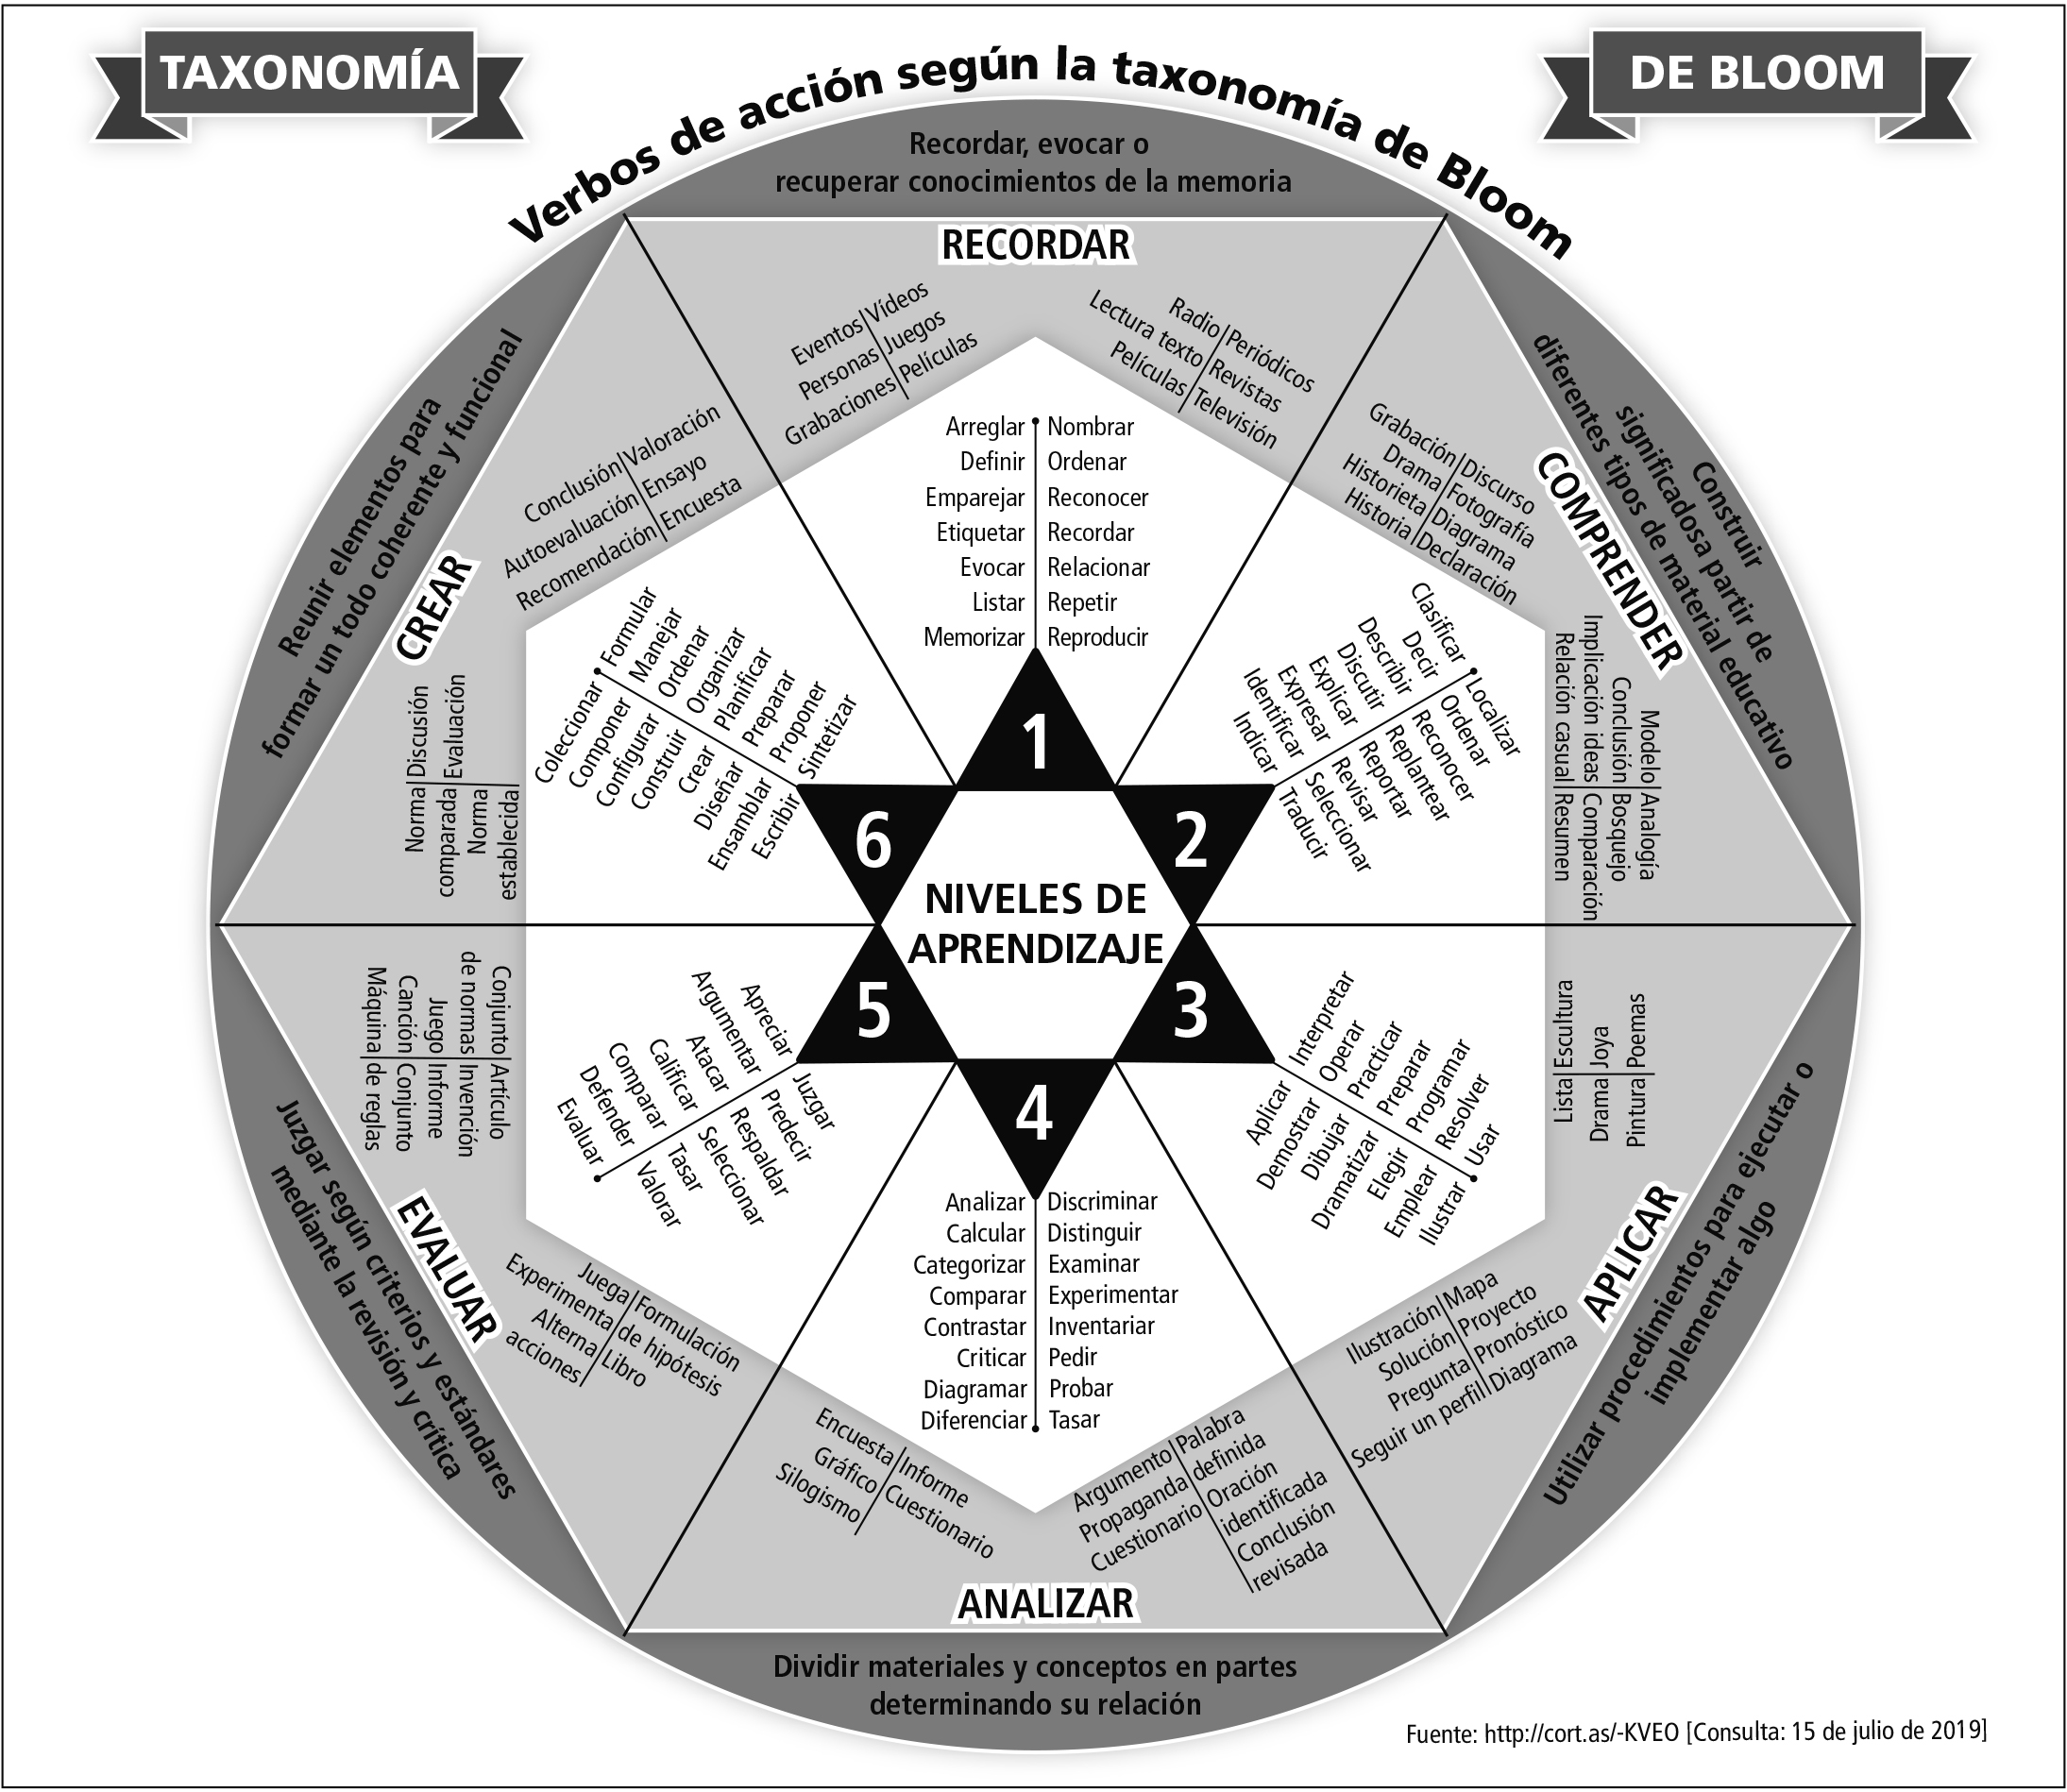 TAXONOMÍA
DE BLOOM
Verbos de acción según la taxonomía de Bloom
Recordar, evocar o
recuperar conocimientos de la memoria
RECORDAR
Eventos
Personas
Grabaciones
Vídeos
Juegos
Películas
Radio
Lectura texto
Películas
Periódicos
Revistas
Televisión
Arreglar
Definir
Emparejar
Etiquetar
Evocar
Listar
Memorizar
Nombrar
Ordenar
Reconocer
Recordar
Relacionar
Repetir
Reproducir
1
Construir
significadosa partir de
diferentes tipos de material educativo
COMPRENDER
Grabación
Drama
Historieta
Historia
Discurso
Fotografía
Diagrama
Declaración
Modelo
Conclusión
Implicación ideas
Relación casual
Analogía
Bosquejo
Comparación
Resumen
Clasificar
Decir
Describir
Discutir
Explicar
Expresar
Identificar
Indicar
Localizar
Ordenar
Reconocer
Replantear
Reportar
Revisar
Seleccionar
Traducir
2
NIVELES DE
APRENDIZAJE
3
Interpretar
Operar
Practicar
Preparar
Programar
Resolver
Usar
Aplicar
Demostrar
Dibujar
Dramatizar
Elegir
Emplear
Ilustrar
Escultura
Joya
Poemas
Lista
Drama
Pintura
Ilustración
Solución
Pregunta
Seguir un perfil
Mapa
Proyecto
Pronóstico
Diagrama
APLICAR
Utilizar procedimientos para ejecutar o
implementar algo
4
Analizar
Calcular
Categorizar
Comparar
Contrastar
Criticar
Diagramar
Diferenciar
Discriminar
Distinguir
Examinar
Experimentar
Inventariar
Pedir
Probar
Tasar
Argumento
Propaganda
Cuestionario
Palabra
definida
Oración
identificada
Conclusión
revisada
Encuesta
Gráfico
Silogismo
Informe
Cuestionario
ANALIZAR
Dividir materiales y conceptos en partes
determinando su relación
5
Apreciar
Argumentar
Atacar
Calificar
Comparar
Defender
Evaluar
Juzgar
Predecir
Respaldar
Seleccionar
Tasar
Valorar
Juega
Experimenta
Alterna
acciones
Formulación
de hipótesis
Libro
Conjunto
de normas
Juego
Canción
Máquina
Artículo
Invención
Informe
Conjunto
de reglas
EVALUAR
Juzgar según criterios y estándares
mediante la revisión y crítica
6
Formular
Manejar
Ordenar
Organizar
Planificar
Preparar
Proponer
Sintetizar
Coleccionar
Componer
Configurar
Construir
Crear
Diseñar
Ensamblar
Escribir
Discusión
Evaluación
Norma
comparada
Norma
establecida
Conclusión
Autoevaluación
Recomendación
Valoración
Ensayo
Encuesta
CREAR
Reunir elementos para
formar un todo coherente y funcional
Fuente: http://cort.as/-KVEO [Consulta: 15 de julio de 2019]